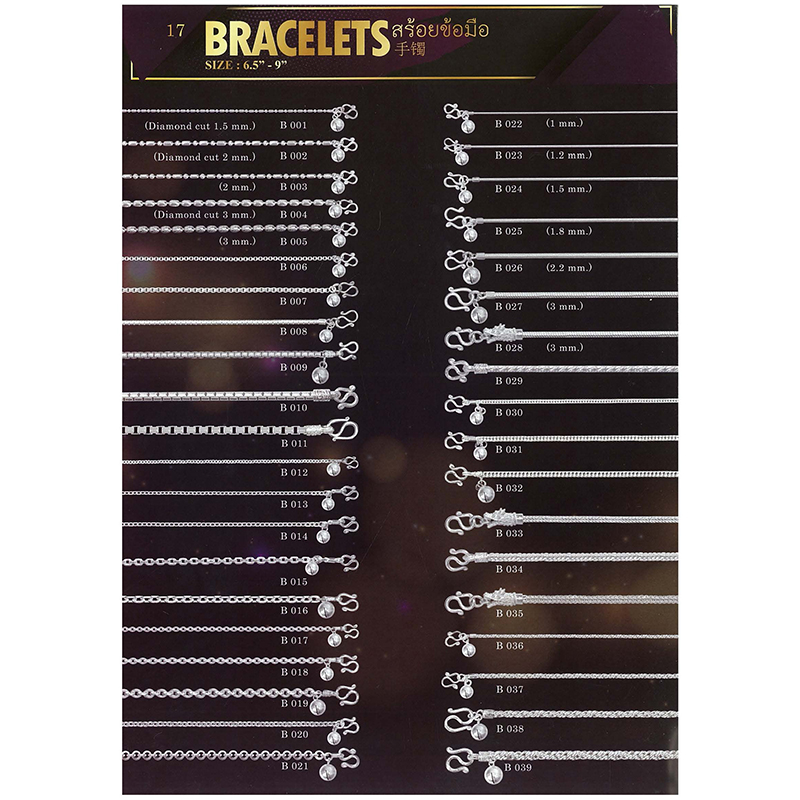 17 BRACELETS สร้อยข้อมือ
手镯
SIZE : 6.5” - 9”
(Diamond cut 1.5 mm.) B 001
(Diamond cut 2 mm.) B 002
(2 mm.) B 003
(Diamond cut 3 mm.) B 004
(3 mm.) B 005
B 006
B 007
B 008
B 009
B 010
B 011
B 012
B 013
B 014
B 015
B 016
B 017
B 018
B 019
B 020
B 021
B 022 (1 mm.)
B 023 (1.2 mm.)
B 024 (1.5 mm.)
B 025 (1.8 mm.)
B 026 (2.2 mm.)
B 027 (3 mm.)
B 028 (3 mm.)
B 029
B 030
B 031
B 032
B 033
B 034
B 035
B 036
B 037
B 038
B 039